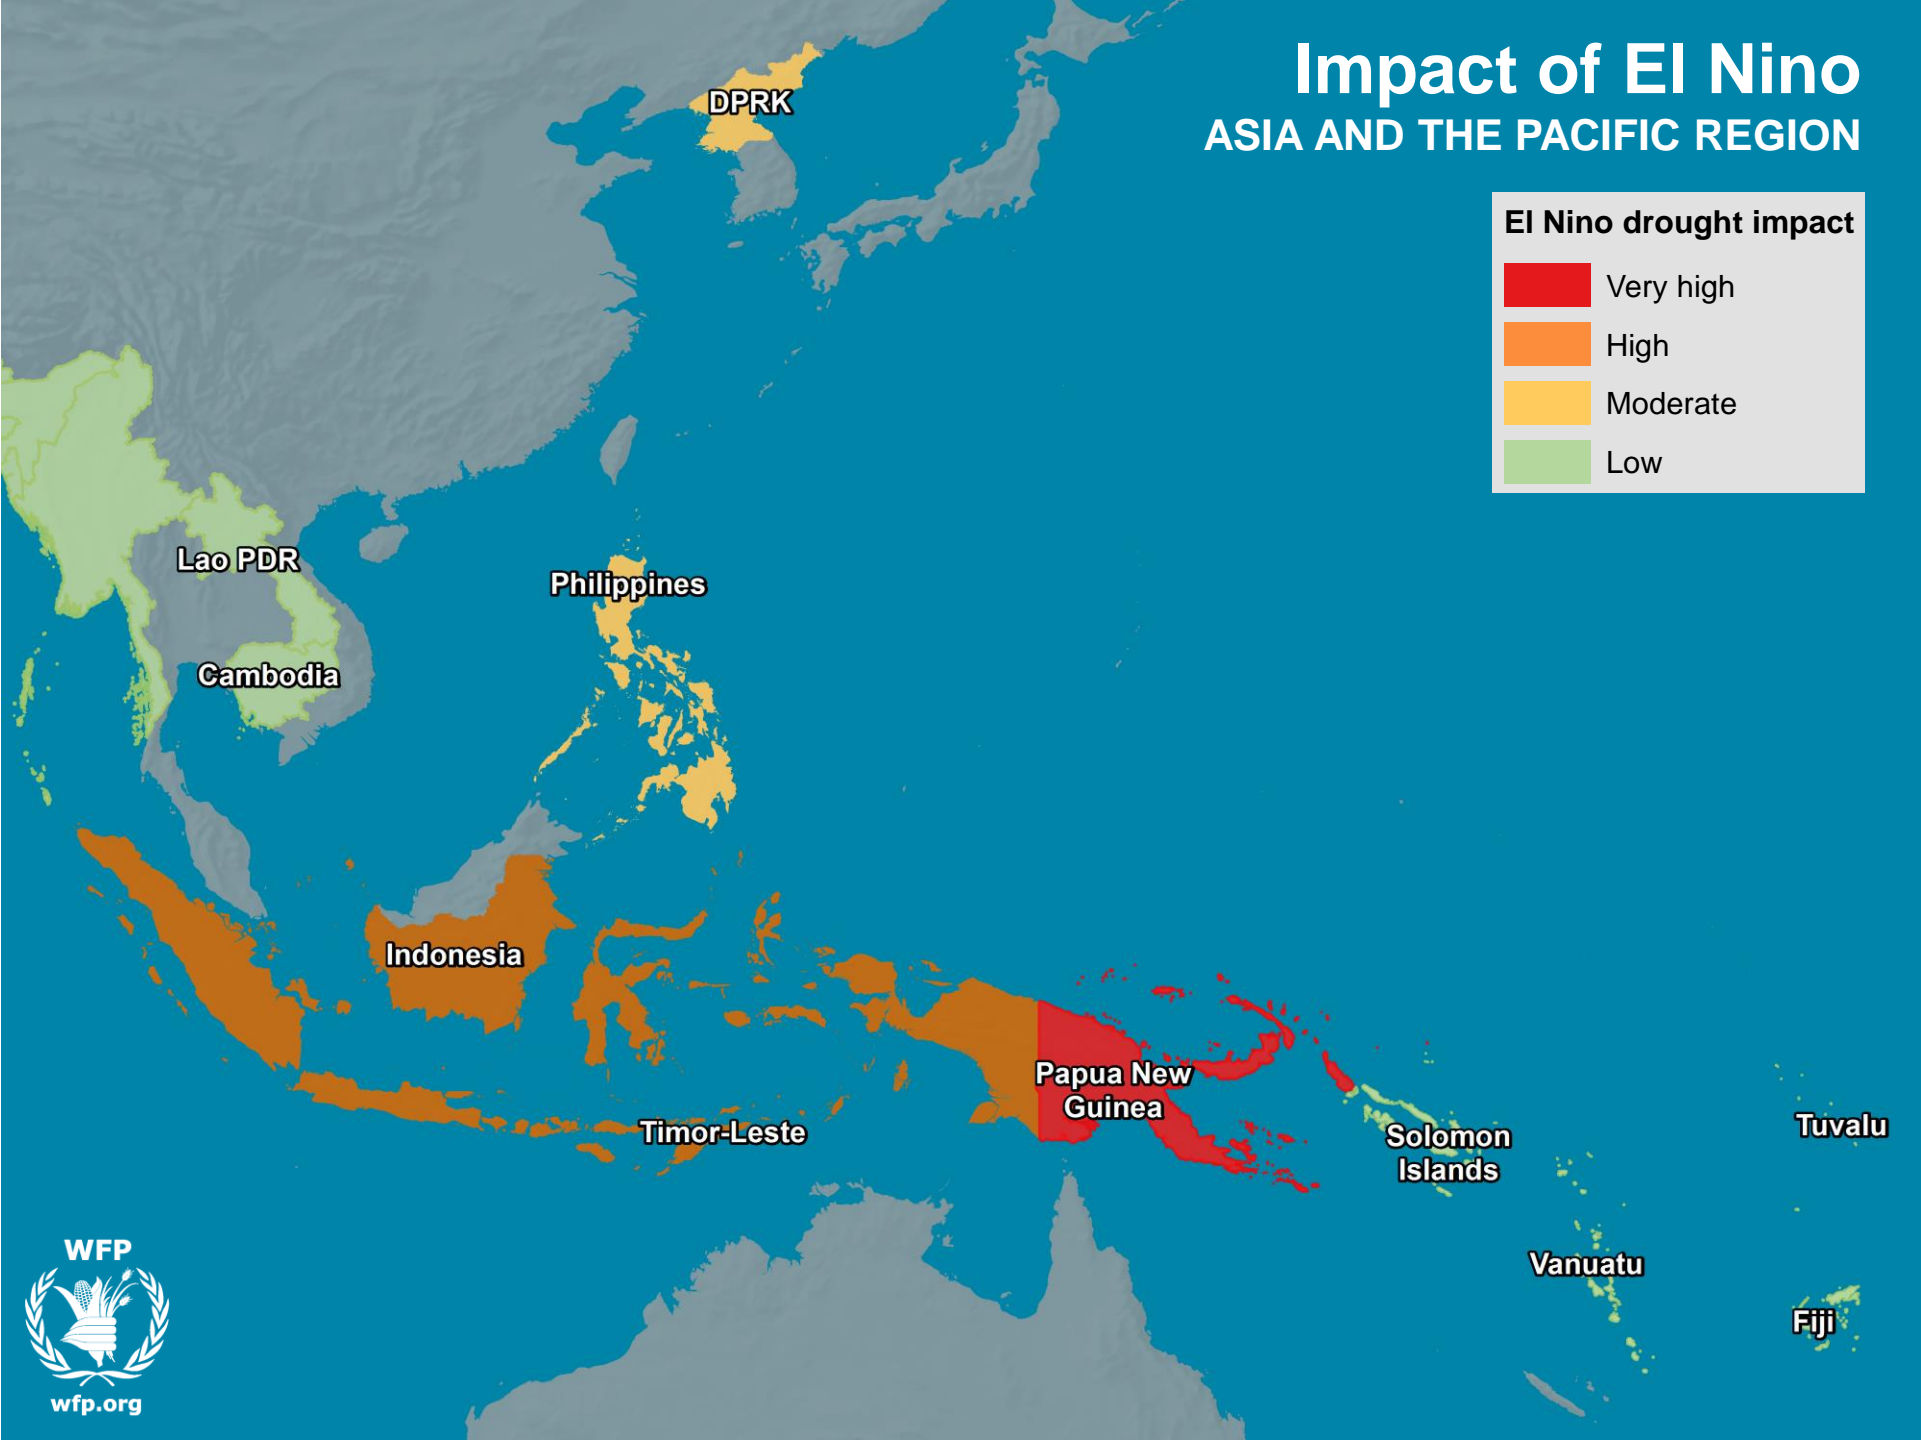 Impact of El Nino
ASIA AND THE PACIFIC REGION
El Nino drought impact
Very high
High
Moderate
Low
DPRK
Lao PDR
Philippines
Cambodia
Indonesia
Papua New
Guinea
Timor-Leste
Solomon
Islands
Tuvalu
Vanuatu
Fiji
WFP
wfp.org